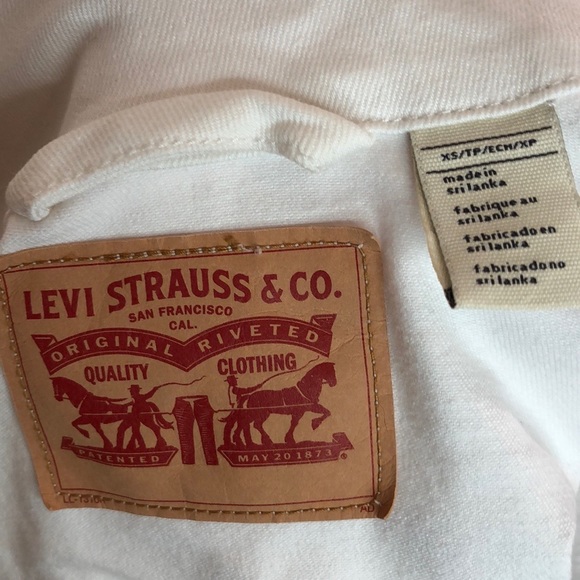 LEVI STRAUSS & CO.
SAN FRANCISCO
CAL.
ORIGINAL RIVETED
QUALITY CLOTHING
PATENTED MAY 20 1873 ®
XS/TP/ECH/XP
made in
sri lanka
fabrique au
sri lanka
fabricado en
sri lanka
fabricado no
sri lanka